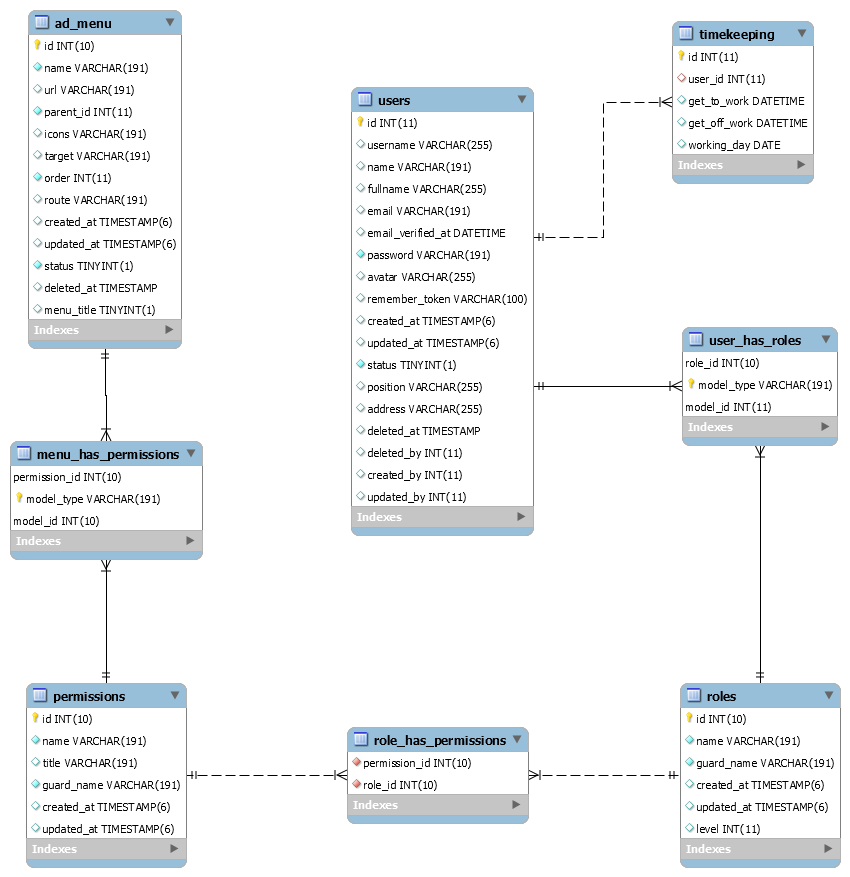 ad_menu
id INT(10)
name VARCHAR(191)
url VARCHAR(191)
parent_id INT(11)
icons VARCHAR(191)
target VARCHAR(191)
order INT(11)
route VARCHAR(191)
created_at TIMESTAMP(6)
updated_at TIMESTAMP(6)
status TINYINT(1)
deleted_at TIMESTAMP
menu_title TINYINT(1)
Indexes
users
id INT(11)
username VARCHAR(255)
name VARCHAR(191)
fullname VARCHAR(255)
email VARCHAR(191)
email_verified_at DATETIME
password VARCHAR(191)
avatar VARCHAR(255)
remember_token VARCHAR(100)
created_at TIMESTAMP(6)
updated_at TIMESTAMP(6)
status TINYINT(1)
position VARCHAR(255)
address VARCHAR(255)
deleted_at TIMESTAMP
deleted_by INT(11)
created_by INT(11)
updated_by INT(11)
Indexes
timekeeping
id INT(11)
user_id INT(11)
get_to_work DATETIME
get_off_work DATETIME
working_day DATE
Indexes
user_has_roles
role_id INT(10)
model_type VARCHAR(191)
model_id INT(11)
Indexes
menu_has_permissions
permission_id INT(10)
model_type VARCHAR(191)
model_id INT(10)
Indexes
permissions
id INT(10)
name VARCHAR(191)
title VARCHAR(191)
guard_name VARCHAR(191)
created_at TIMESTAMP(6)
updated_at TIMESTAMP(6)
Indexes
role_has_permissions
permission_id INT(10)
role_id INT(10)
Indexes
roles
id INT(10)
name VARCHAR(191)
guard_name VARCHAR(191)
created_at TIMESTAMP(6)
updated_at TIMESTAMP(6)
level INT(11)
Indexes